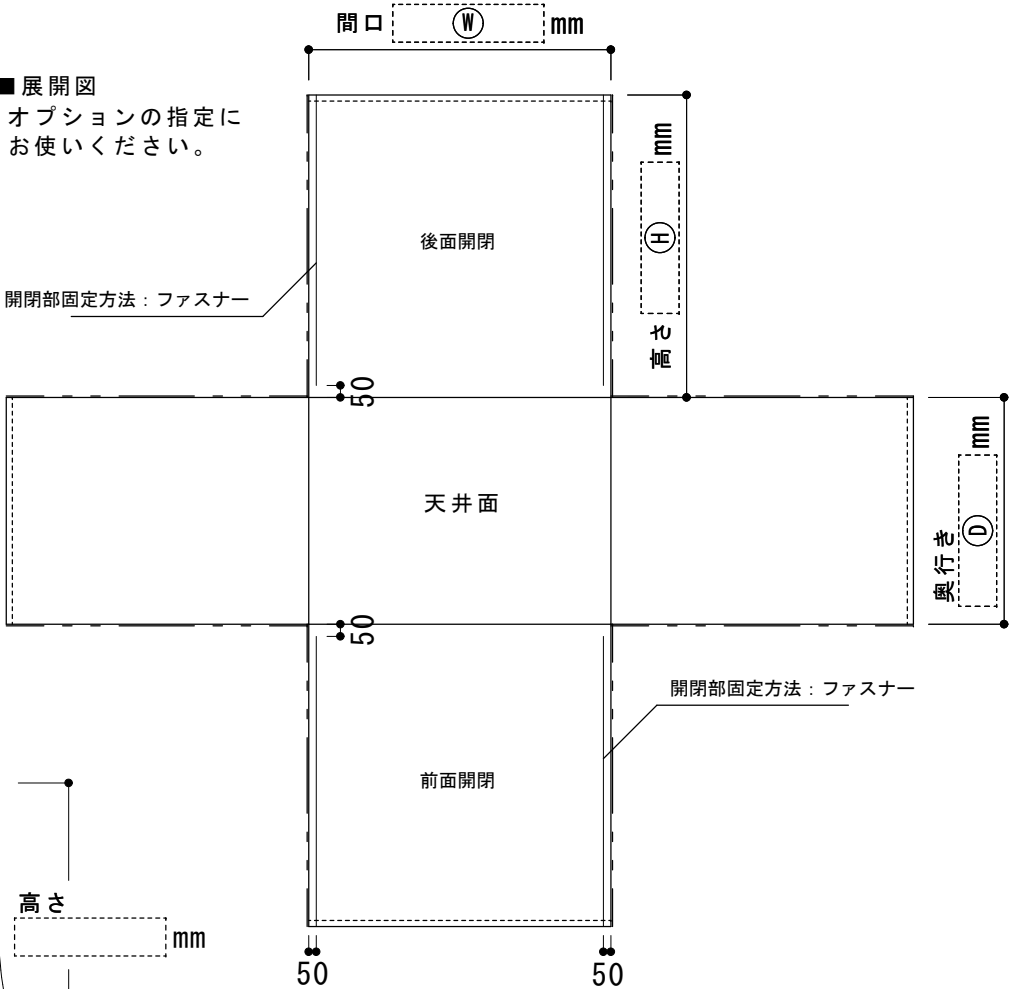 間口 Ⓦ mm
■展開図
オプションの指定に
お使いください。
高さ Ⓗ mm
後面開閉
開閉部固定方法：ファスナー
50
天井面
奥行き Ⓓ mm
50
開閉部固定方法：ファスナー
前面開閉
高さ
mm
50
50